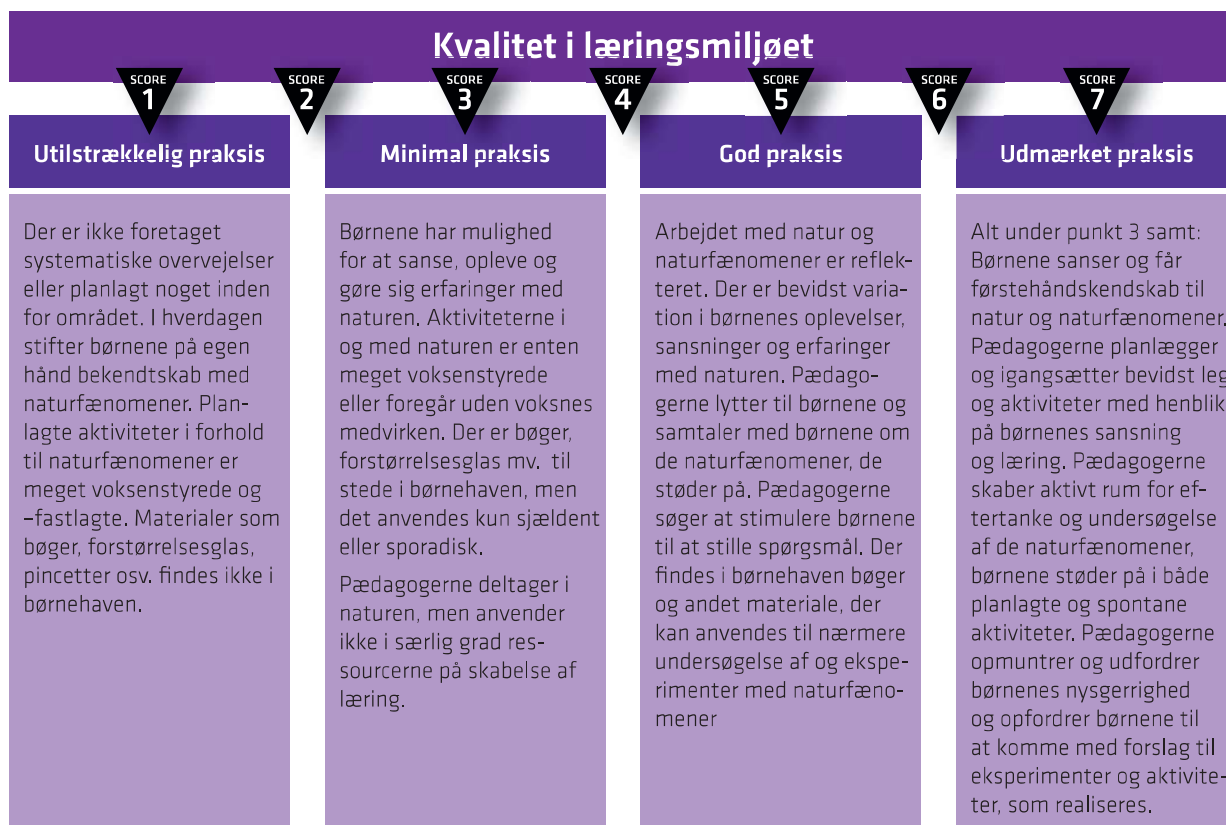 Kvalitet i læringsmiljøet
SCORE
1
SCORE
2
SCORE
3
SCORE
4
SCORE
5
SCORE
6
SCORE
7
Utilstrækkelig praksis
Der er ikke foretaget
systematiske overvejelser
eller planlagt noget inden
for området. I hverdagen
stifter børnene på egen
hånd bekendtskab med
naturfænomener. Plan-
lagte aktiviteter i forhold
til naturfænomener er
meget voksenstyrede og
–fastlagte. Materialer som
bøger, forstørrelsesglas,
pincetter osv. findes ikke i
børnehaven.
Minimal praksis
Børnene har mulighed
for at sanse, opleve og
gøre sig erfaringer med
naturen. Aktiviteterne i
og med naturen er enten
meget voksenstyrede
eller foregår uden voksnes
medvirken. Der er bøger,
forstørrelsesglas mv. til
stede i børnehaven, men
det anvendes kun sjældent
eller sporadisk.
Pædagogerne deltager i
naturen, men anvender
ikke i særlig grad res-
sourcerne på skabelse af
læring.
God praksis
Arbejdet med natur og
naturfænomener er reflek-
teret. Der er bevidst varia-
tion i børnenes oplevelser,
sansninger og erfaringer
med naturen. Pædago-
gerne lytter til børnene og
samtaler med børnene om
de naturfænomener, de
støder på. Pædagogerne
søger at stimulere børnene
til at stille spørgsmål. Der
findes i børnehaven bøger
og andet materiale, der
kan anvendes til nærmere
undersøgelse af og ekspe-
rimenter med naturfæno-
mener
Udmærket praksis
Alt under punkt 3 samt:
Børnene sanser og får
førstehåndskendskab til
natur og naturfænomener.
Pædagogerne planlægger
og igangsætter bevidst leg
og aktiviteter med henblik
på børnenes sansning
og læring. Pædagogerne
skaber aktivt rum for ef-
tertanke og undersøgelse
af de naturfænomener,
børnene støder på i både
planlagte og spontane
aktiviteter. Pædagogerne
opmuntrer og udfordrer
børnenes nysgerrighed
og opfordrer børnene til
at komme med forslag til
eksperimenter og aktivite-
ter, som realiseres.